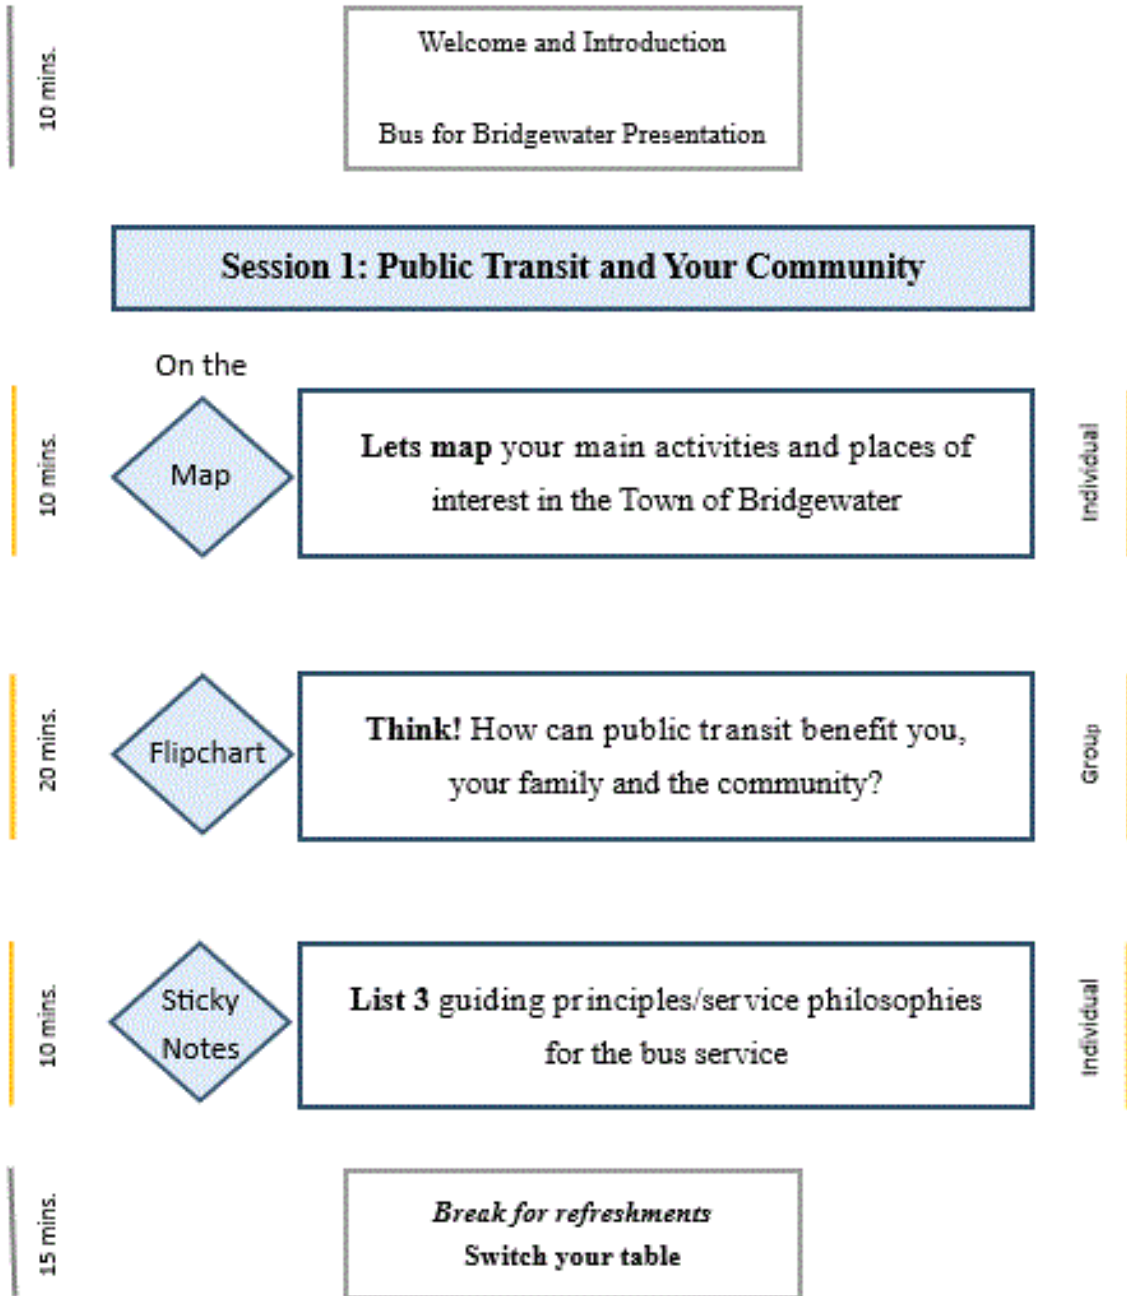 10 mins.
Welcome and Introduction
Bus for Bridgewater Presentation
Session 1: Public Transit and Your Community
On the
Map
10 mins.
Lets map your main activities and places of
interest in the Town of Bridgewater
Individual
20 mins.
Flipchart
Think! How can public transit benefit you,
your family and the community?
Group
10 mins.
Sticky
Notes
List 3 guiding principles/service philosophies
for the bus service
Individual
15 mins.
Break for refreshments
Switch your table